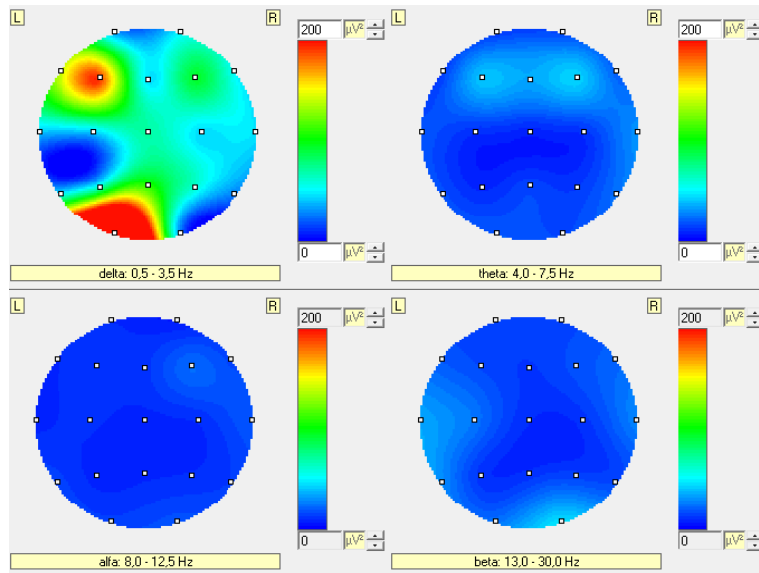 L
R
200 µV²
0 µV²
delta: 0,5 - 3,5 Hz
L
R
200 µV²
0 µV²
theta: 4,0 - 7,5 Hz
L
R
200 µV²
0 µV²
alfa: 8,0 - 12,5 Hz
L
R
200 µV²
0 µV²
beta: 13,0 - 30,0 Hz